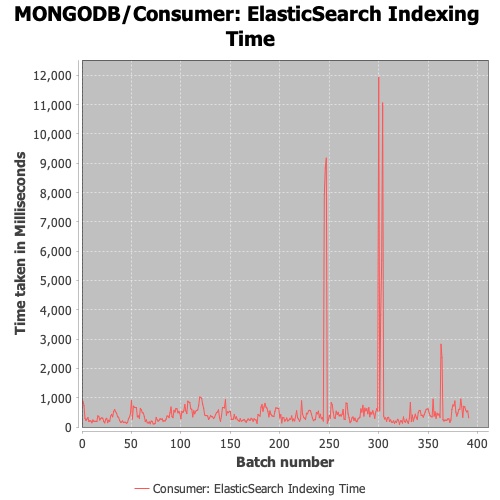 MONGODB/Consumer: ElasticSearch Indexing
Time
12,000
11,000
10,000
9,000
8,000
7,000
6,000
5,000
4,000
3,000
2,000
1,000
0
Time taken in Milliseconds
0 50 100 150 200 250 300 350 400
Batch number
Consumer: ElasticSearch Indexing Time